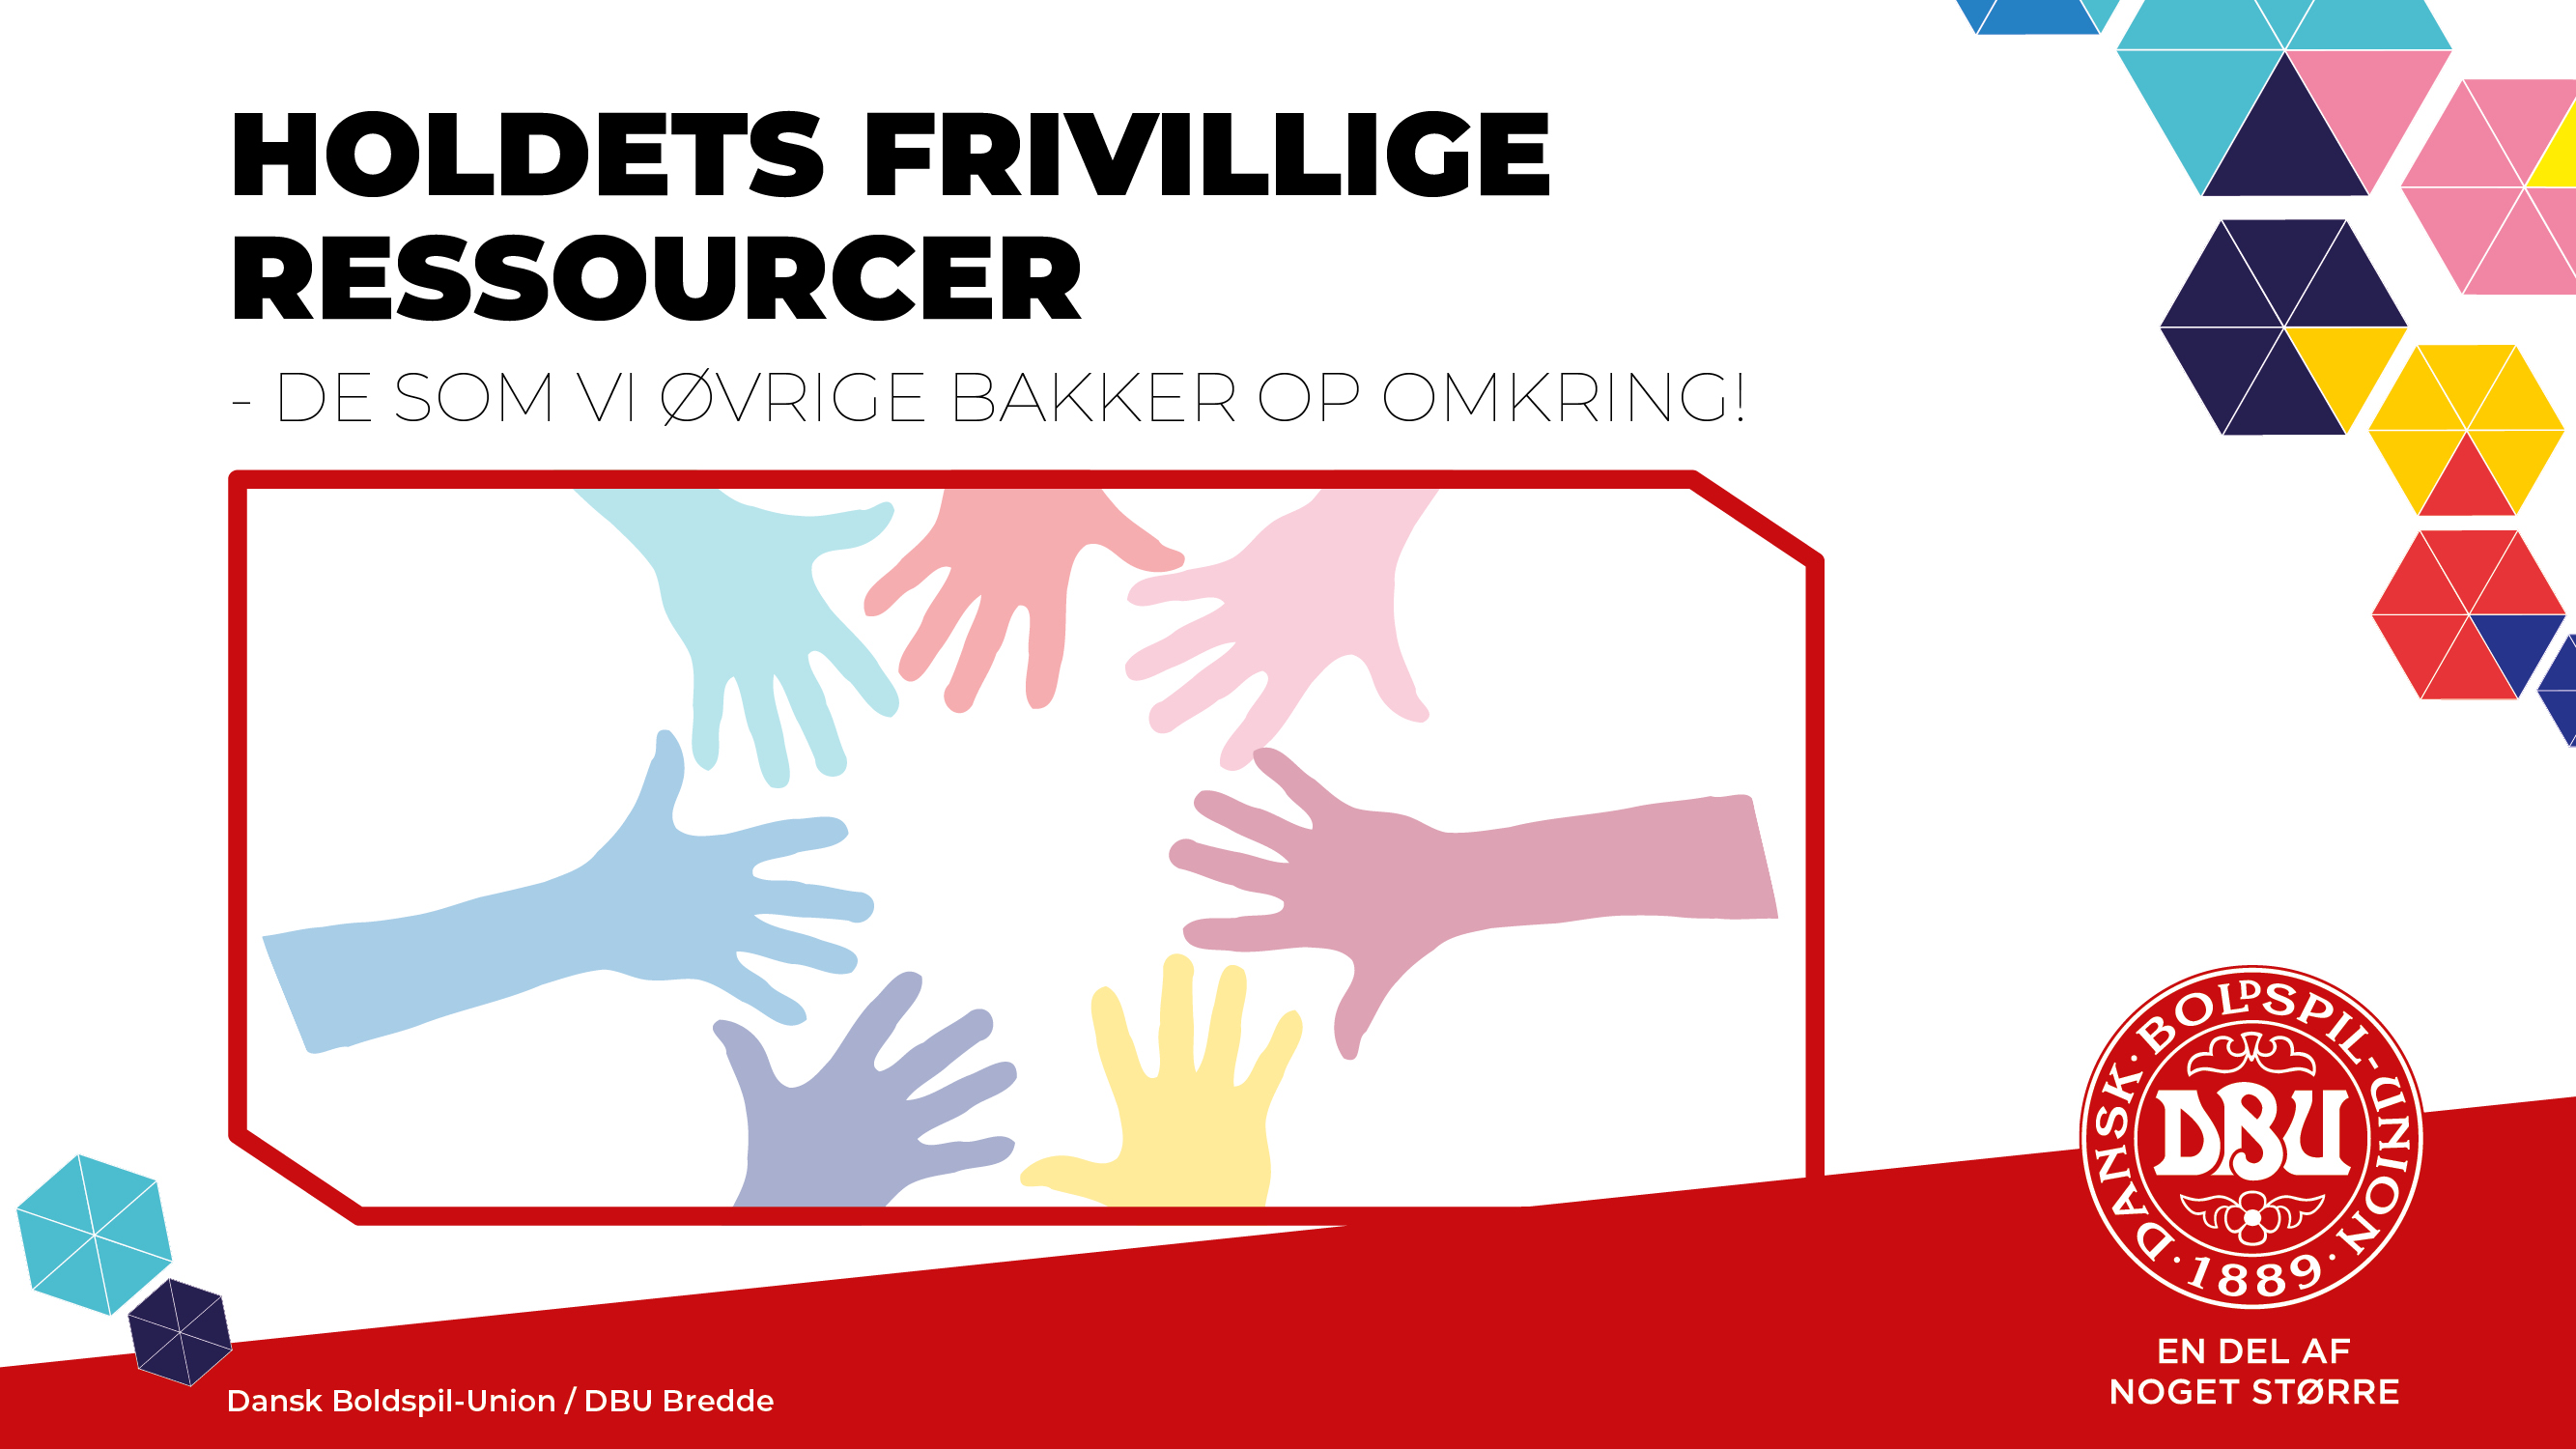 HOLDETS FRIVILLIGE
RESSOURCER
- DE SOM VI ØVRIGE BAKKER OP OMKRING!
DANSK · BOLDSPIL-UNION · 1889 ·
DBU
EN DEL AF
NOGET STØRRE
Dansk Boldspil-Union / DBU Bredde